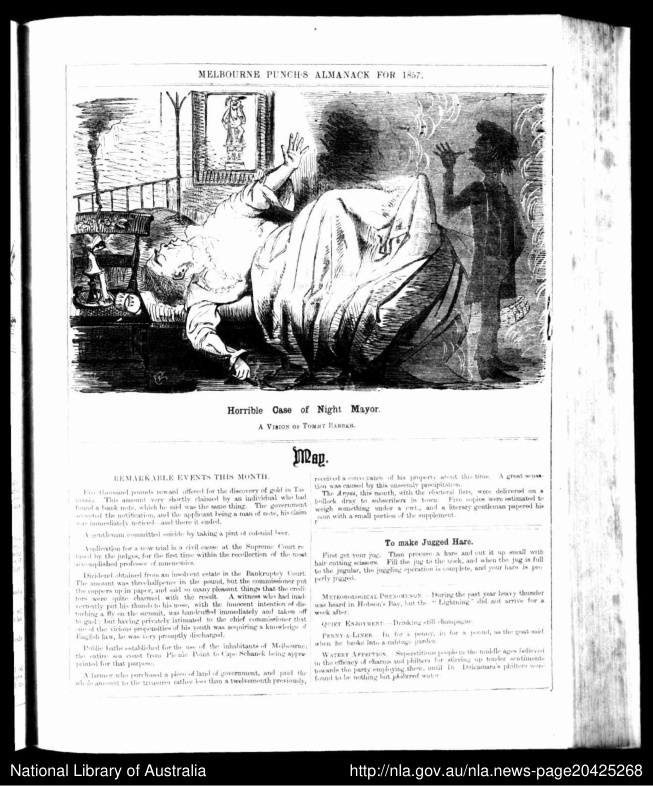 MELBOURNE PUNCH'S ALMANACK FOR 1857.
Horrible Case of Night Mayor.
A Vision of Tommy
May.
REMARKABLE EVENTS THIS MONTH.
thousand pounds reward offered for the discovery of gold in Tas-
This amount very shortly claimed by an individual who had
found a bank note, which he said was the same thing. The government
the notification, and the applicant being a man of note, his claim
was immediately noticed and there it ended.
A gentleman committed suicide by taking a pint of colonial beer.
Application for a new trial in a civil cause at the Supreme Court re-
fused by the judges, for the first time within the recollection of the most
accomplished professor of mnemonics.
Dividend obtained from an insolvent estate in the Bankruptcy Court.
The amount was three-halfpence in the pound, but the commissioner put
the coppers up in paper, and said so many pleasant things that the credi-
tors were quite charmed with the result. A witness who had inad-
vertently put his thumb to his nose, with the innocent intention of dis-
turbing a fly on the summit, was handcuffed immediately and taken off
to gaol; but having privately intimated to the chief commissioner that
one of the vicious propensities of his youth was acquiring a knowledge of
English law, he was very promptly discharged.
Public baths established for the use of the inhabitants of Melbourne,
the entire sea coast from Picnic Point to Cape Schanck being appro-
priated for that purpose.
A farmer who purchased a piece of land of government, and paid the
whole amount to the treasurer rather less than a twelvemonth previously,
received a conveyance of his property about this time. A great sensa-
tion was caused by this unseemly precipitation.
The Argus, this month, with the electoral lists, were delivered on a
bullock dray to subscribers in town. Five copies were estimated to
weigh something under a cwt., and a literary gentleman papered his
room with a small portion of the supplement.
To make Jugged Hare.
First get your jug. Then procure a hare and cut it up small with
hair cutting scissors. Fill the jug to the neck, and when the jug is full
to the jugular, the juggling operation is complete, and your hare is pro-
perly jugged.
METEOROLOGICAL PHENOMENON.—During the past year heavy thunder
was heard in Hobson's Bay, but the "Lightning" did not arrive for a
week after.
QUIET ENJOYMENT.—Drinking still champagne.
PENNY-A-LINER.—In for a penny, in for a pound, as the goat said
when he broke into a cabbage garden.
WATERY AFFECTION.—Superstitious people in the middle ages believed
in the efficacy of charms and philters for stirring up tender sentiments
towards the party employing them, until Dr. Dulcamara's philters were
found to be nothing but philtered water.
National Library of Australia
http://nla.gov.au/nla.news-page20425268